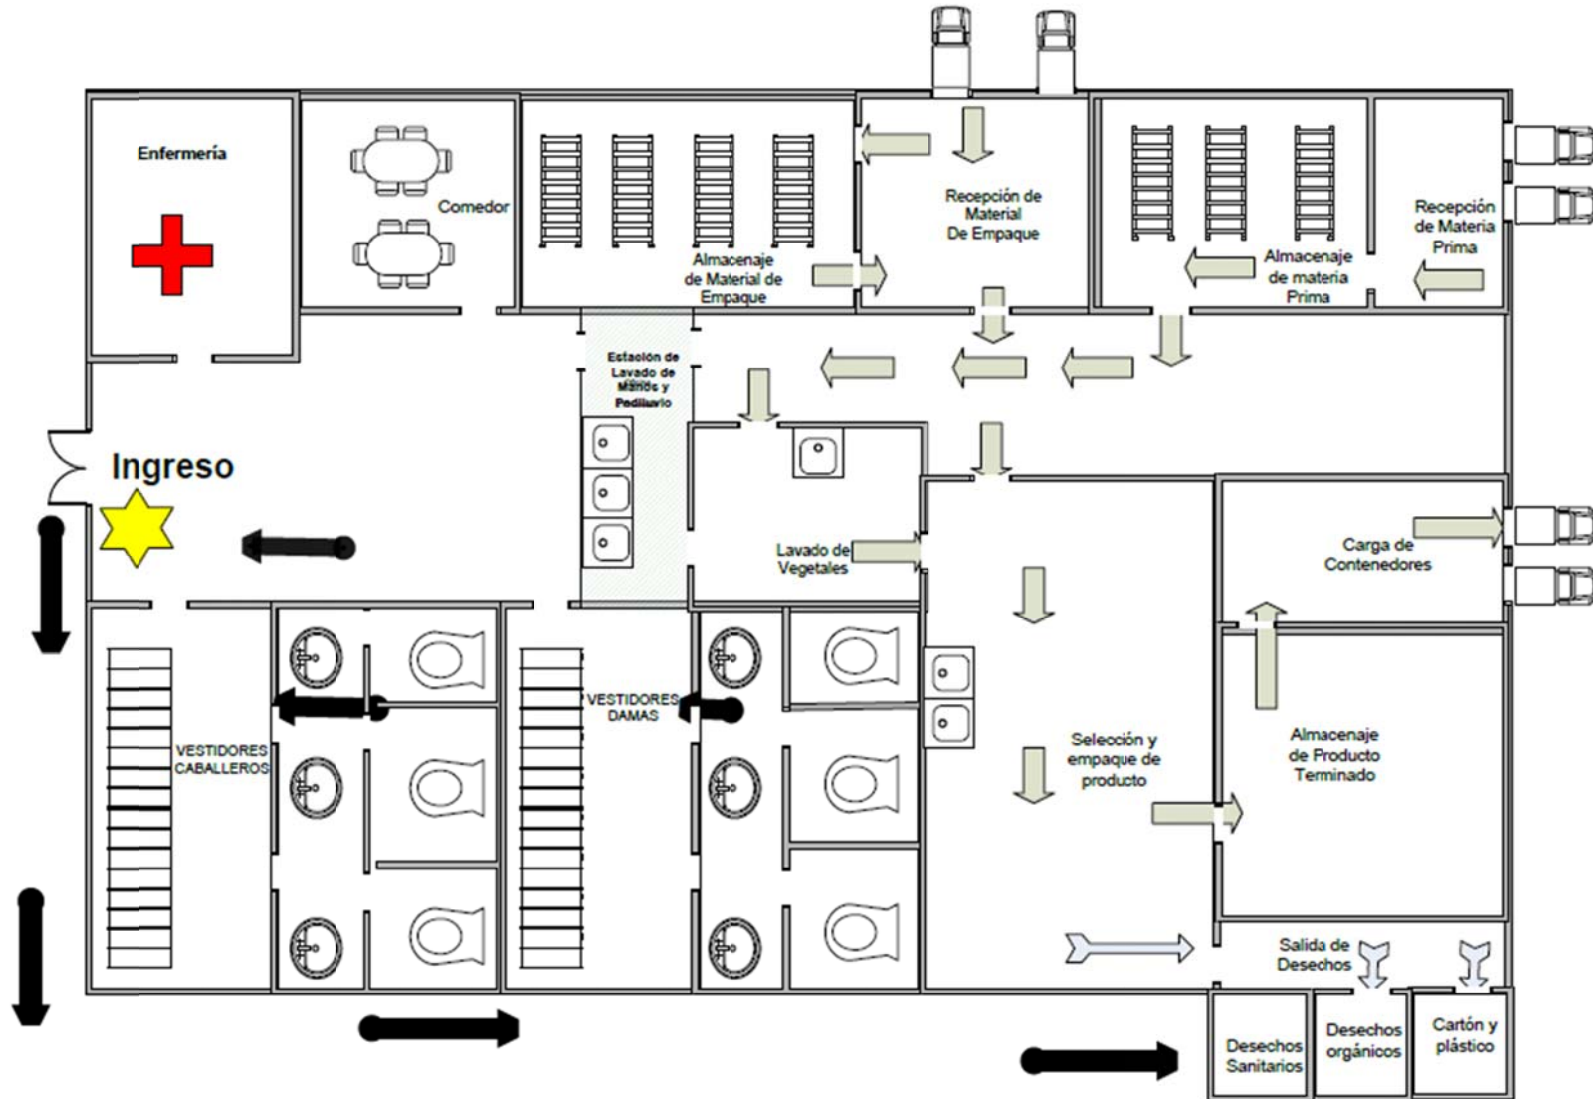 Enfermería
Comedor
Almacenaje
de Material de
Empaque
Recepción de
Material
De Empaque
Almacenaje
de materia
Prima
Recepción
de Materia
Prima
Estación de
Lavado de
Manos y
Pediluvio
Ingreso
Lavado de
Vegetales
Carga de
Contenedores
VESTIDORES
CABALLEROS
VESTIDORES
DAMAS
Selección y
empaque de
producto
Almacenaje
de Producto
Terminado
Salida de
Desechos
Desechos
Sanitarios
Desechos
orgánicos
Cartón y
plástico